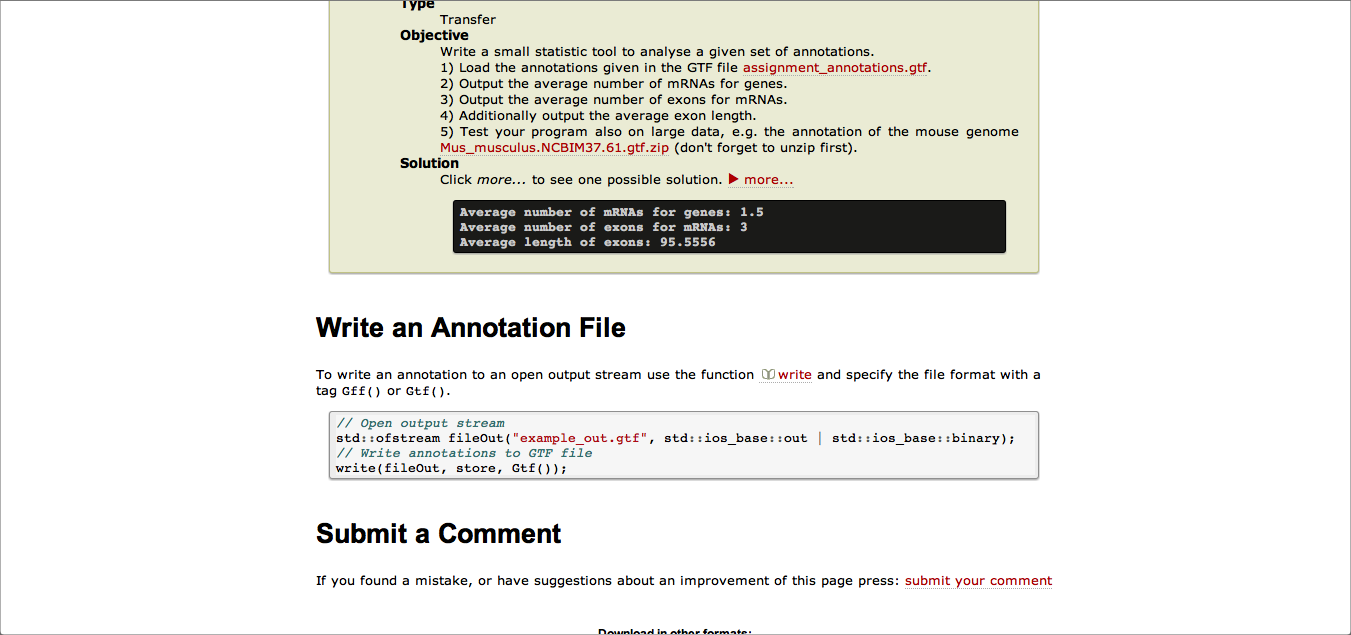 Type
Transfer
Objective
Write a small statistic tool to analyse a given set of annotations.
1) Load the annotations given in the GTF file assignment_annotations.gtf.
2) Output the average number of mRNAs for genes.
3) Output the average number of exons for mRNAs.
4) Additionally output the average exon length.
5) Test your program also on large data, e.g. the annotation of the mouse genome
Mus_musculus.NCBIM37.61.gtf.zip (don't forget to unzip first).
Solution
Click more... to see one possible solution. ▶ more...
Average number of mRNAs for genes: 1.5
Average number of exons for mRNAs: 3
Average length of exons: 95.5556
Write an Annotation File
To write an annotation to an open output stream use the function write and specify the file format with a
tag Gff() or Gtf().
// Open output stream
std::ofstream fileOut("example_out.gtf", std::ios_base::out | std::ios_base::binary);
// Write annotations to GTF file
write(fileOut, store, Gtf());
Submit a Comment
If you found a mistake, or have suggestions about an improvement of this page press: submit your comment
Download in other formats: